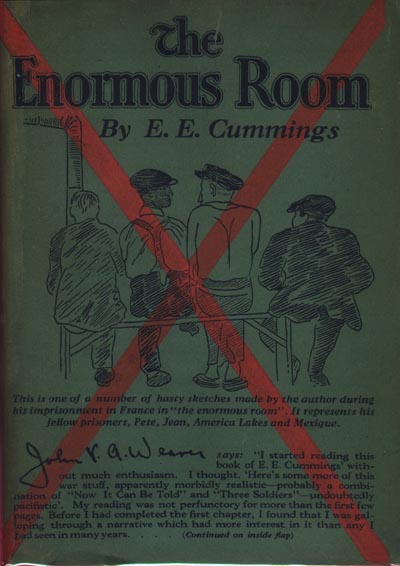 The
Enormous Room
By E. E. Cummings
This is one of a number of hasty sketches made by the author during
his imprisonment in France in "the enormous room". It represents his
fellow prisoners, Pete, Jean, America Lakes and Mexique.
John V. A. Weaver says: "I started reading this
book of E. E. Cummings' with-
out much enthusiasm. I thought, 'Here's some more of this
war stuff, apparently morbidly realistic—probably a combi-
nation of "Now It Can Be Told" and "Three Soldiers"—undoubtedly
pacifistic'. My reading was not perfunctory for more than the first few
pages. Before I had completed the first chapter, I found that I was gal-
loping through a narrative which had more interest in it than any I
had seen in many years. . . . (Continued on inside flap)